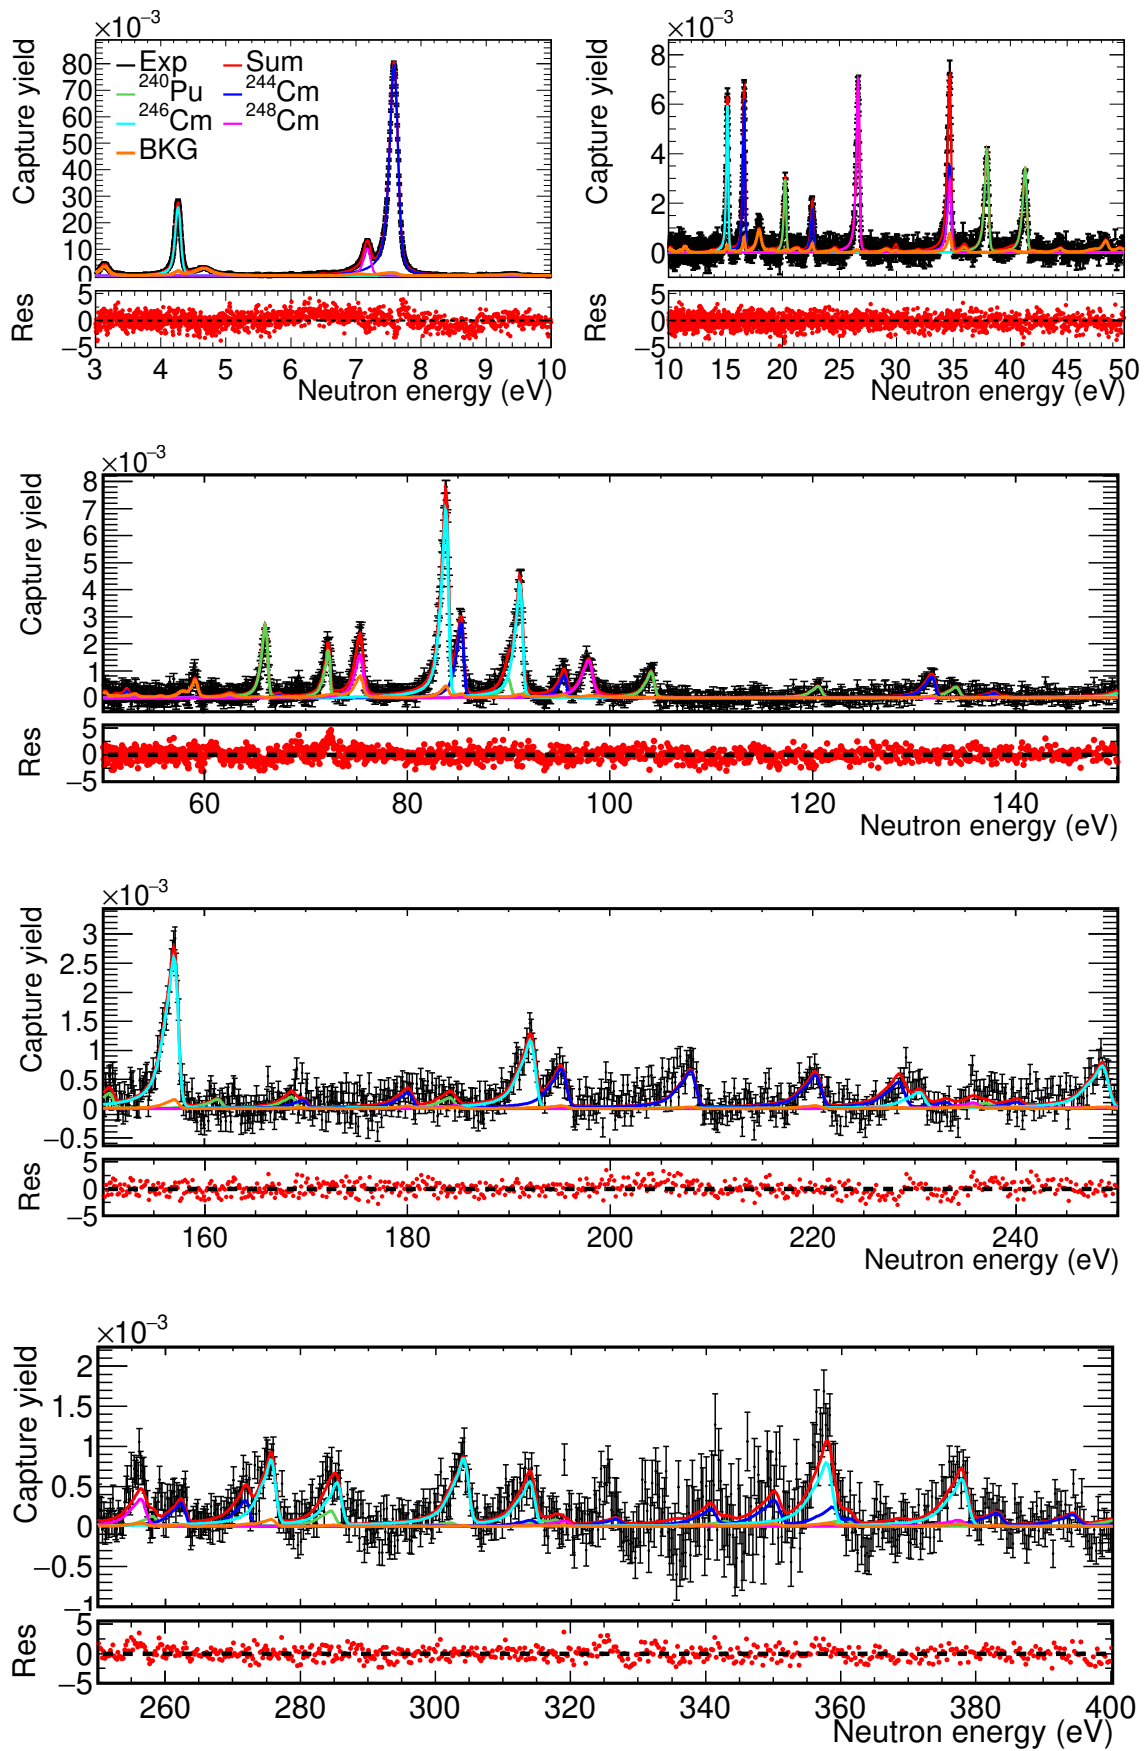 ×10⁻³
Capture yield
80
70
60
50
40
30
20
10
0
Exp
Sum
²⁴⁰Pu
²⁴⁴Cm
²⁴⁶Cm
²⁴⁸Cm
BKG
Res
5
0
−5
3 4 5 6 7 8 9 10
Neutron energy (eV)
×10⁻³
Capture yield
8
6
4
2
0
Res
5
0
−5
10 15 20 25 30 35 40 45 50
Neutron energy (eV)
×10⁻³
Capture yield
8
7
6
5
4
3
2
1
0
Res
5
0
−5
60 80 100 120 140
Neutron energy (eV)
×10⁻³
Capture yield
3
2.5
2
1.5
1
0.5
0
−0.5
Res
5
0
−5
160 180 200 220 240
Neutron energy (eV)
×10⁻³
Capture yield
2
1.5
1
0.5
0
−0.5
−1
Res
5
0
−5
260 280 300 320 340 360 380 400
Neutron energy (eV)